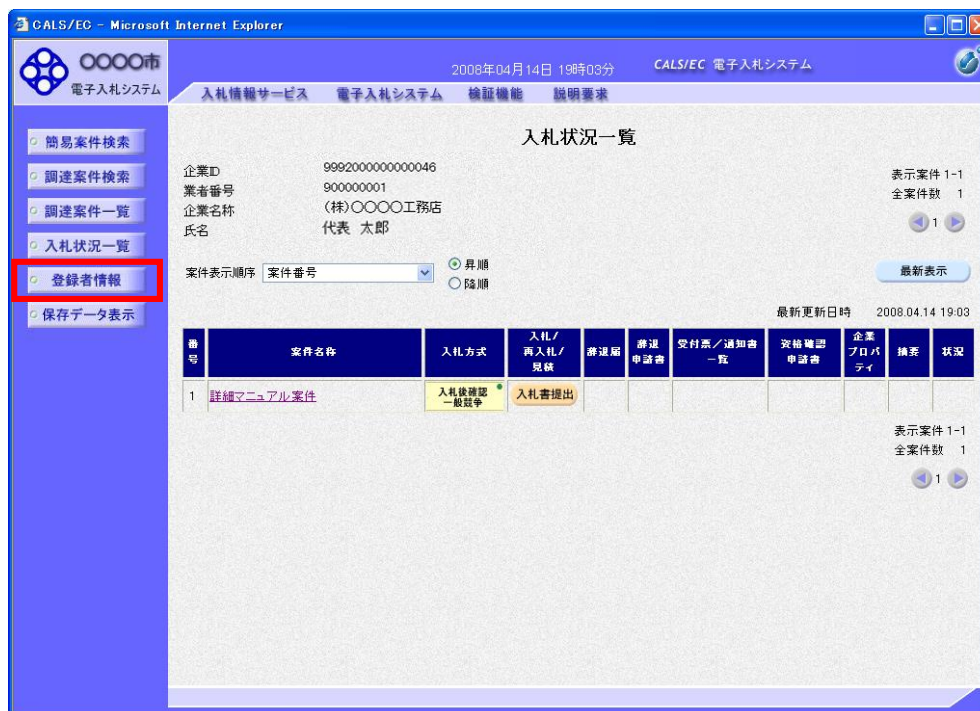 CALS/EC - Microsoft Internet Explorer
〇〇〇〇市
電子入札システム
2008年04月14日 19時03分
CALS/EC 電子入札システム
入札情報サービス 電子入札システム 検証機能 説明要求
簡易案件検索
調達案件検索
調達案件一覧
入札状況一覧
登録者情報
保存データ表示
入札状況一覧
企業ID 9992000000000046
業者番号 900000001
企業名称 (株)〇〇〇〇工務店
氏名 代表 太郎
表示案件 1-1
全案件数 1
1
案件表示順序 案件番号
昇順
降順
最新表示
最新更新日時 2008.04.14 19:03
番号 案件名称 入札方式 入札/再入札/見積 辞退届 辞退申請書 受付票/通知書一覧 資格確認申請書 企業プロパティ 摘要 状況
1 詳細マニュアル案件 入札後確認一般競争 入札書提出
表示案件 1-1
全案件数 1
1